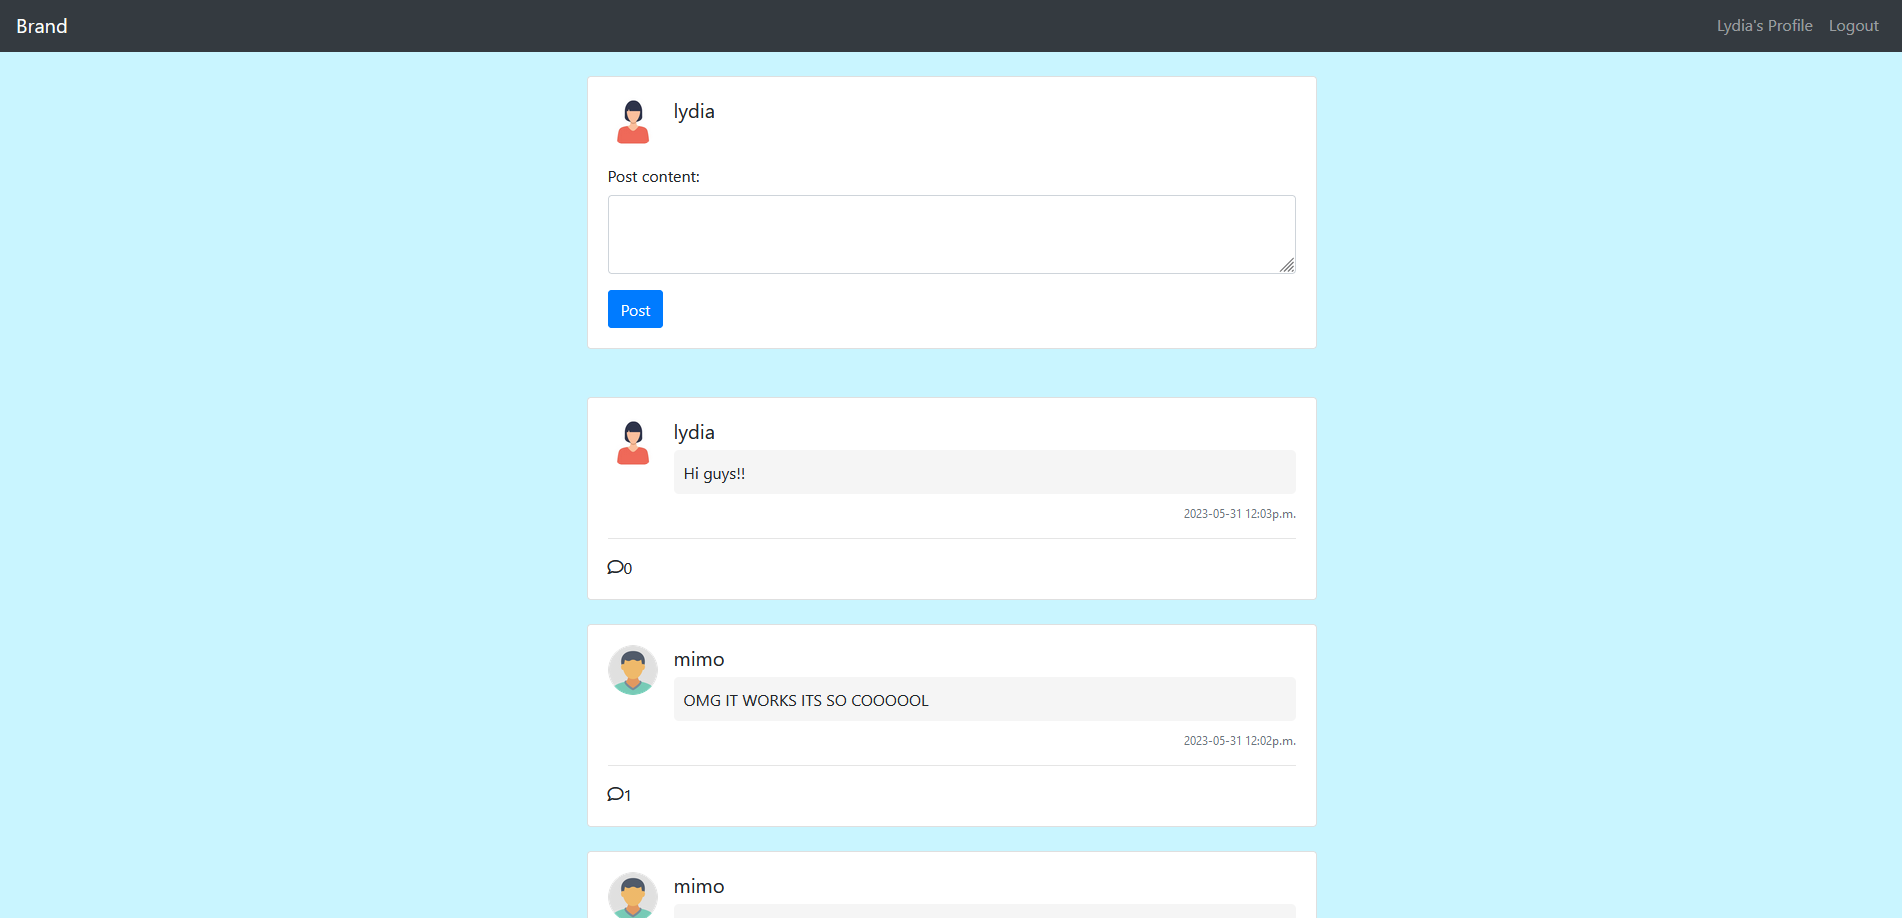 Brand
Lydia's Profile
Logout
lydia
Post content:
Post
lydia
Hi guys!!
2023-05-31 12:03p.m.
0
mimo
OMG IT WORKS ITS SO COOOOOL
2023-05-31 12:02p.m.
1
mimo